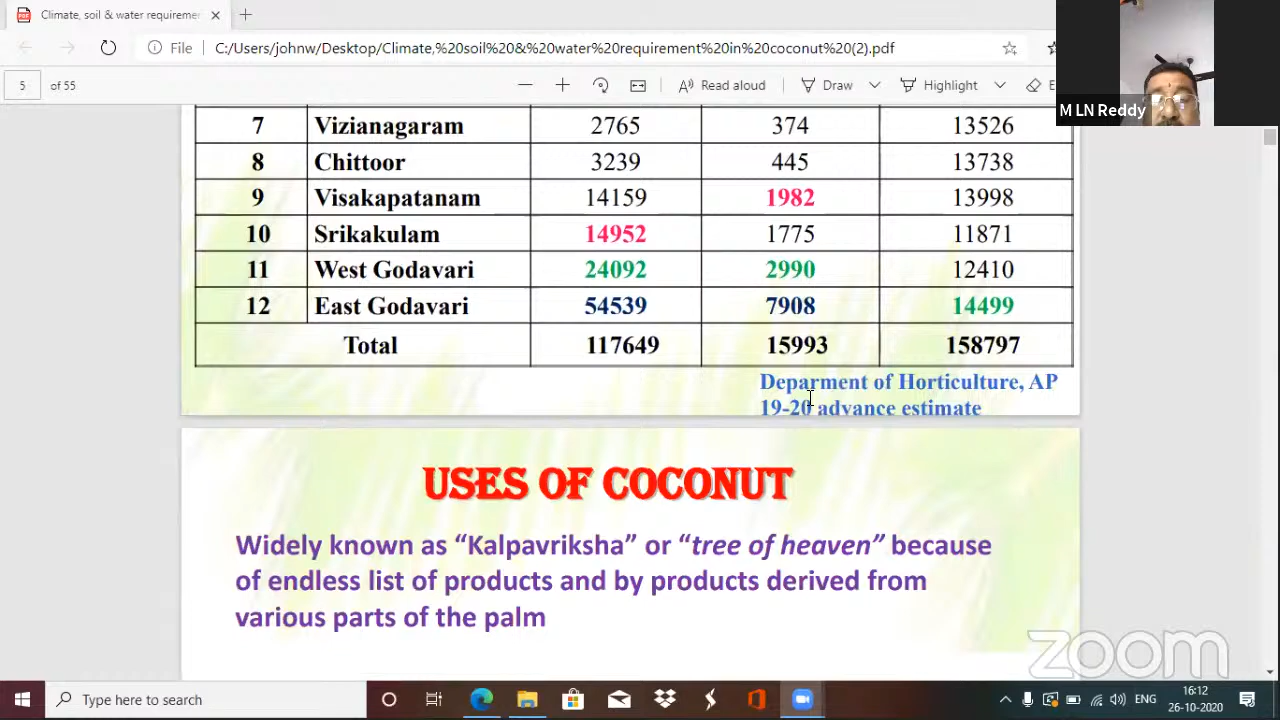 Climate, soil & water requireme
File
C:/Users/johnw/Desktop/Climate,%20soil%20&%20water%20requirement%20in%20coconut%20(2).pdf
5 of 55
Read aloud
Draw
Highlight
M LN Reddy
7 Vizianagaram 2765 374 13526
8 Chittoor 3239 445 13738
9 Visakapatanam 14159 1982 13998
10 Srikakulam 14952 1775 11871
11 West Godavari 24092 2990 12410
12 East Godavari 54539 7908 14499
Total 117649 15993 158797
Deparment of Horticulture, AP
19-20 advance estimate
USES OF COCONUT
Widely known as “Kalpavriksha” or “tree of heaven” because
of endless list of products and by products derived from
various parts of the palm
zoom
Type here to search
ENG
16:12
26-10-2020